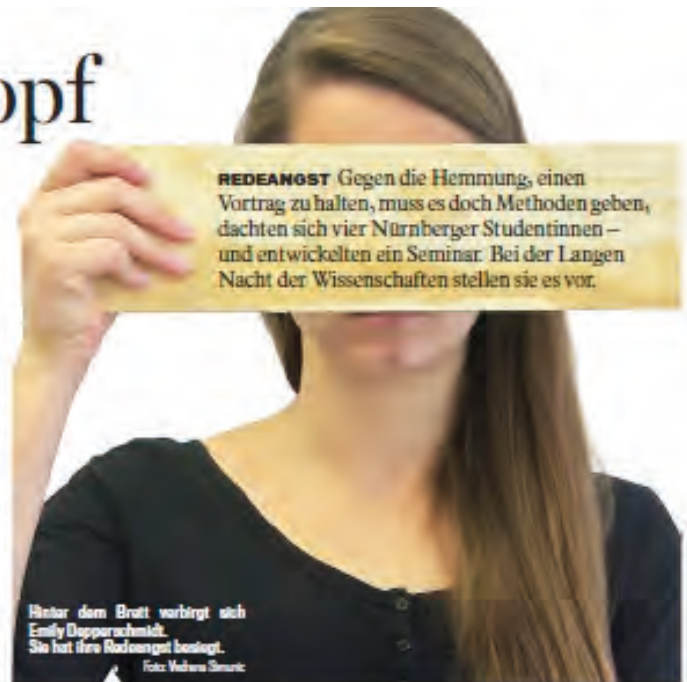 opf
REDEANGST Gegen die Hemmung, einen
Vortrag zu halten, muss es doch Methoden geben,
dachten sich vier Nürnberger Studentinnen –
und entwickelten ein Seminar. Bei der Langen
Nacht der Wissenschaften stellen sie es vor.
Hinter dem Brett verbirgt sich
Emily Depperschmidt.
Sie hat ihre Redeangst besiegt.
Foto: